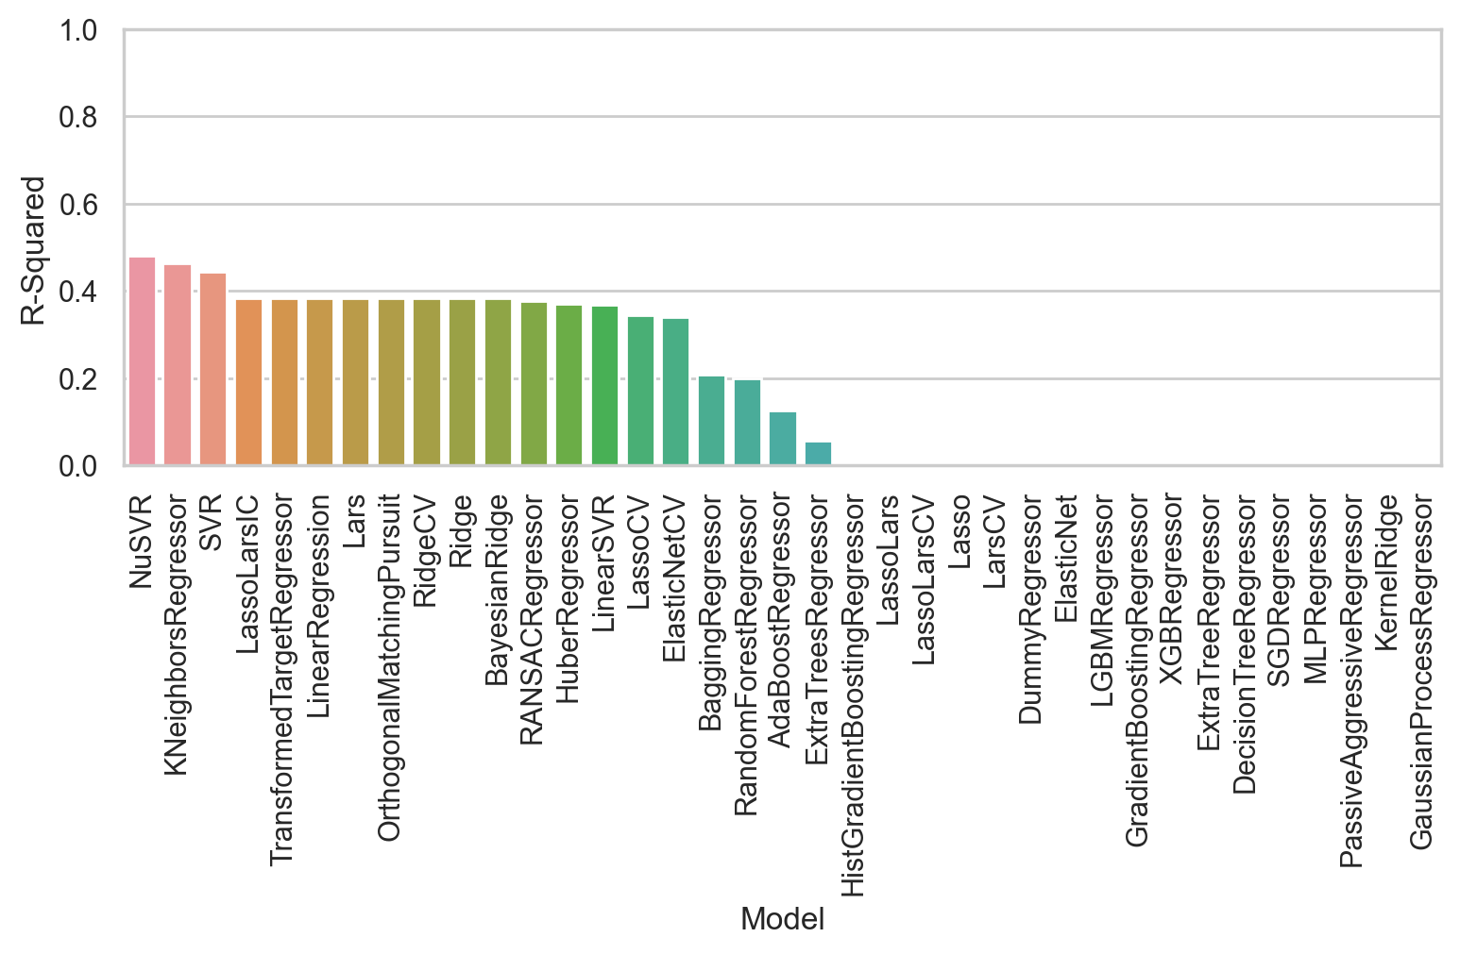 R-Squared
1.0
0.8
0.6
0.4
0.2
0.0
NuSVR
KNeighborsRegressor
SVR
LassoLarsIC
TransformedTargetRegressor
LinearRegression
Lars
OrthogonalMatchingPursuit
RidgeCV
Ridge
BayesianRidge
RANSACRegressor
HuberRegressor
LinearSVR
LassoCV
ElasticNetCV
BaggingRegressor
RandomForestRegressor
AdaBoostRegressor
ExtraTreesRegressor
HistGradientBoostingRegressor
LassoLars
LassoLarsCV
Lasso
LarsCV
DummyRegressor
ElasticNet
LGBMRegressor
GradientBoostingRegressor
XGBRegressor
ExtraTreeRegressor
DecisionTreeRegressor
SGDRegressor
MLPRegressor
PassiveAggressiveRegressor
KernelRidge
GaussianProcessRegressor
Model